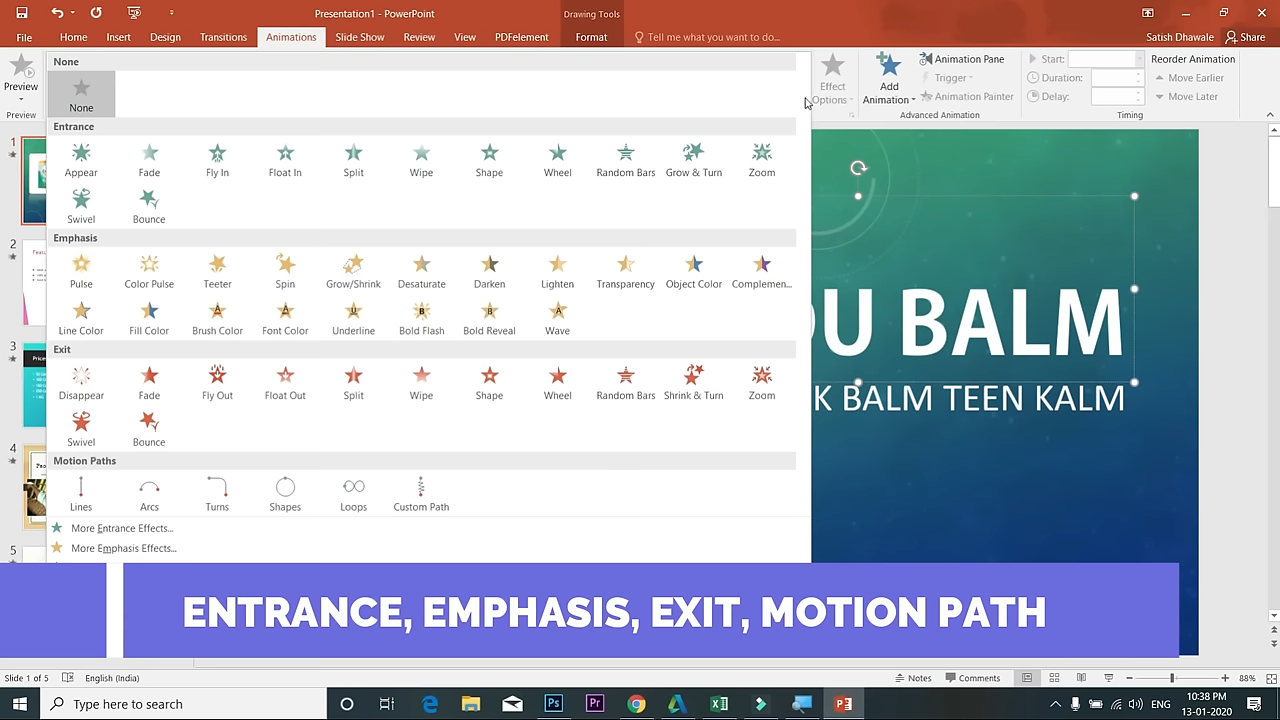 Presentation1 - PowerPoint
Drawing Tools
File Home Insert Design Transitions Animations Slide Show Review View PDFelement Format Tell me what you want to do... Satish Dhawale Share
Preview
Preview
Effect Options
Add Animation
Animation Pane
Trigger
Animation Painter
Advanced Animation
Start:
Duration:
Delay:
Reorder Animation
Move Earlier
Move Later
Timing
None
None
Entrance
Appear Fade Fly In Float In Split Wipe Shape Wheel Random Bars Grow & Turn Zoom
Swivel Bounce
Emphasis
Pulse Color Pulse Teeter Spin Grow/Shrink Desaturate Darken Lighten Transparency Object Color Complemen...
Line Color Fill Color Brush Color Font Color Underline Bold Flash Bold Reveal Wave
Exit
Disappear Fade Fly Out Float Out Split Wipe Shape Wheel Random Bars Shrink & Turn Zoom
Swivel Bounce
Motion Paths
Lines Arcs Turns Shapes Loops Custom Path
More Entrance Effects...
More Emphasis Effects...
1
2
3
4
5
U BALM
K BALM TEEN KALM
ENTRANCE, EMPHASIS, EXIT, MOTION PATH
Slide 1 of 5 English (India) Notes Comments 88%
Type here to search
ENG
10:38 PM
13-01-2020